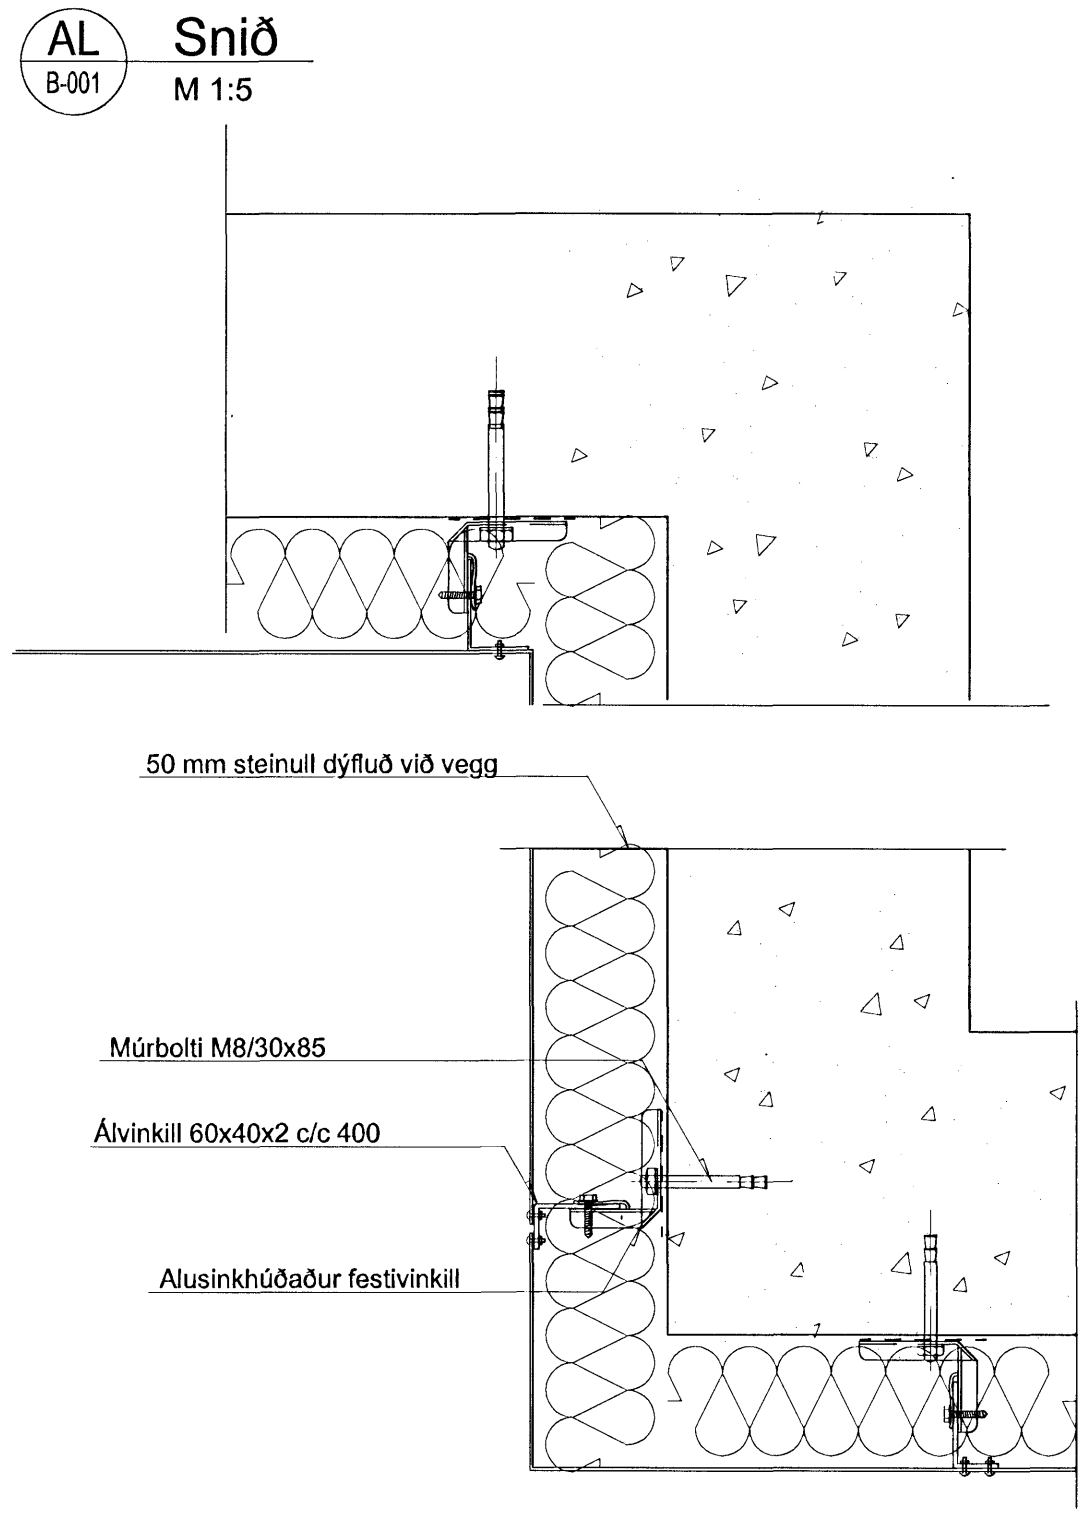 AL
B-001
Snið
M 1:5
50 mm steinull dýfluð við vegg
Múrbolti M8/30x85
Álvinkill 60x40x2 c/c 400
Alusinkhúðaður festivinkill